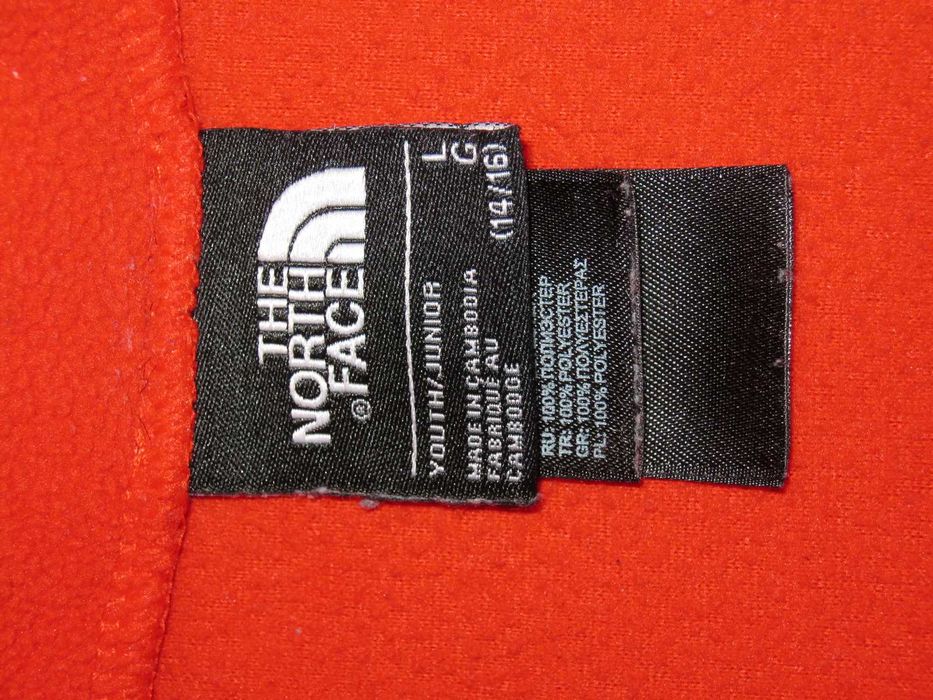 THE
NORTH
FACE
®
YOUTH/JUNIOR
L
G
(14/16)
MADE IN CAMBODIA
FABRIQUÉ AU
CAMBODGE
RU: 100% ПОЛИЭСТЕР
TR: 100% POLYESTER
GR: 100% ΠΟΛΥΕΣΤΕΡΑΣ
PL: 100% POLYESTER